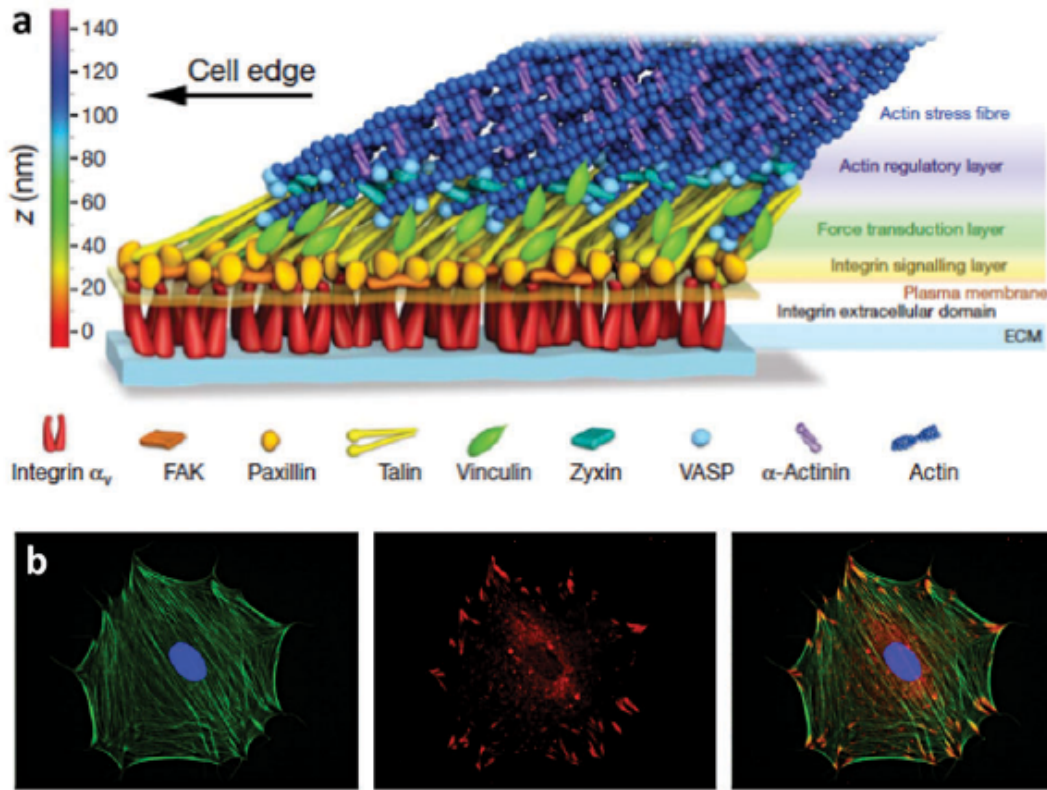 a
140
120
100
80
60
40
20
0
z (nm)
Cell edge
Actin stress fibre
Actin regulatory layer
Force transduction layer
Integrin signalling layer
Plasma membrane
Integrin extracellular domain
ECM
Integrin αv FAK Paxillin Talin Vinculin Zyxin VASP α-Actinin Actin
b